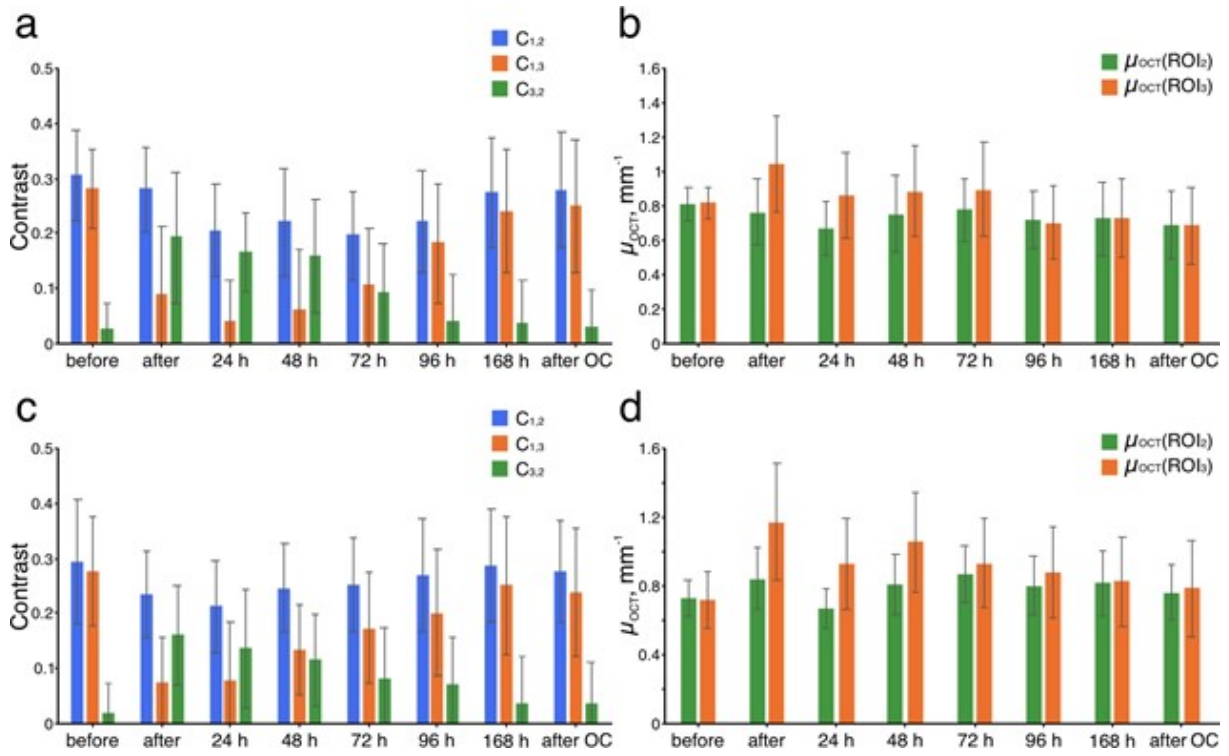 a
C1,2
C1,3
C3,2
Contrast
0.5
0.4
0.3
0.2
0.1
0
before after 24 h 48 h 72 h 96 h 168 h after OC
b
μOCT(ROI2)
μOCT(ROI3)
μOCT, mm-1
1.6
1.4
1.2
1
0.8
0.6
0.4
0
before after 24 h 48 h 72 h 96 h 168 h after OC
c
C1,2
C1,3
C3,2
Contrast
0.5
0.4
0.3
0.2
0.1
0
before after 24 h 48 h 72 h 96 h 168 h after OC
d
μOCT(ROI2)
μOCT(ROI3)
μOCT, mm-1
1.6
1.2
0.8
0.4
0
before after 24 h 48 h 72 h 96 h 168 h after OC